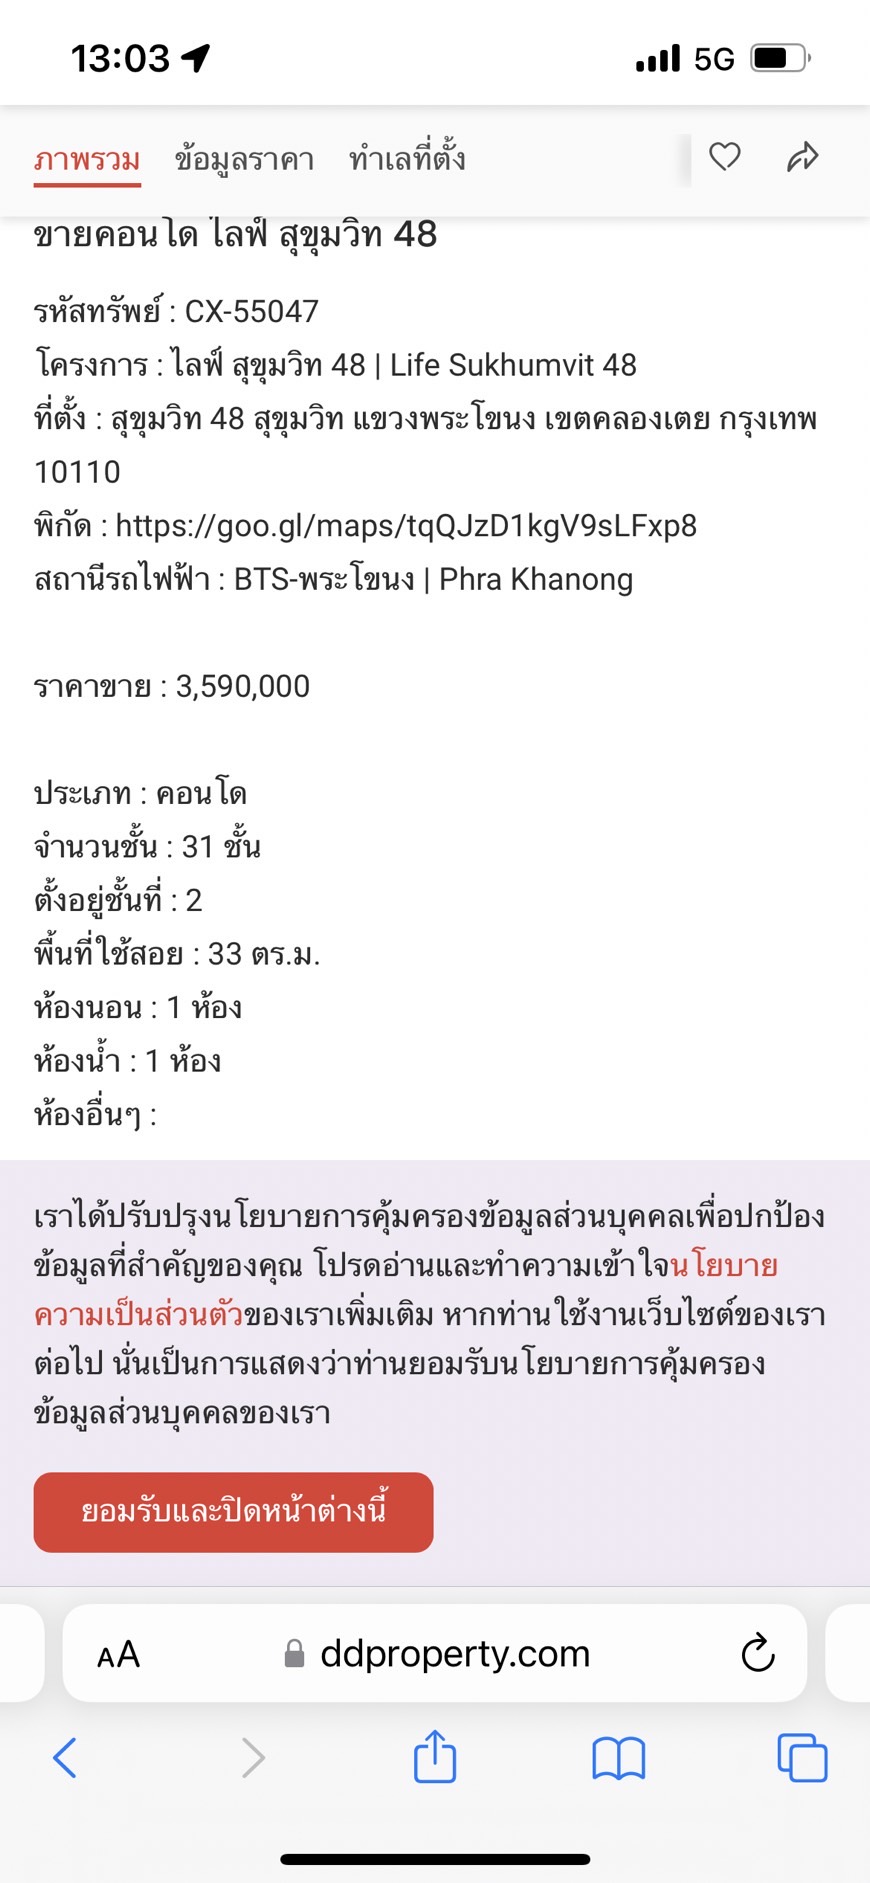 13:03
5G
ภาพรวม ข้อมูลราคา ทำเลที่ตั้ง
ขายคอนโด ไลฟ์ สุขุมวิท 48
รหัสทรัพย์ : CX-55047
โครงการ : ไลฟ์ สุขุมวิท 48 | Life Sukhumvit 48
ที่ตั้ง : สุขุมวิท 48 สุขุมวิท แขวงพระโขนง เขตคลองเตย กรุงเทพ
10110
พิกัด : https://goo.gl/maps/tqQJzD1kgV9sLFxp8
สถานีรถไฟฟ้า : BTS-พระโขนง | Phra Khanong
ราคาขาย : 3,590,000
ประเภท : คอนโด
จำนวนชั้น : 31 ชั้น
ตั้งอยู่ชั้นที่ : 2
พื้นที่ใช้สอย : 33 ตร.ม.
ห้องนอน : 1 ห้อง
ห้องน้ำ : 1 ห้อง
ห้องอื่นๆ :
เราได้ปรับปรุงนโยบายการคุ้มครองข้อมูลส่วนบุคคลเพื่อปกป้อง
ข้อมูลที่สำคัญของคุณ โปรดอ่านและทำความเข้าใจนโยบาย
ความเป็นส่วนตัวของเราเพิ่มเติม หากท่านใช้งานเว็บไซต์ของเรา
ต่อไป นั่นเป็นการแสดงว่าท่านยอมรับนโยบายการคุ้มครอง
ข้อมูลส่วนบุคคลของเรา
ยอมรับและปิดหน้าต่างนี้
AA ddproperty.com